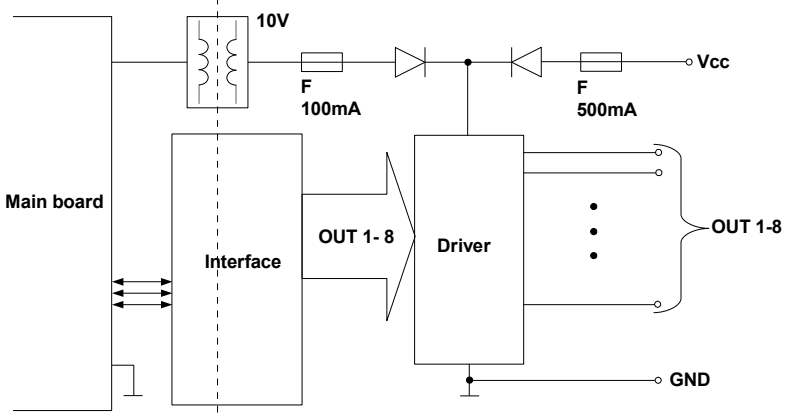 10V
F
100mA
F
500mA
Vcc
Main board
Interface
OUT 1- 8
Driver
OUT 1-8
GND